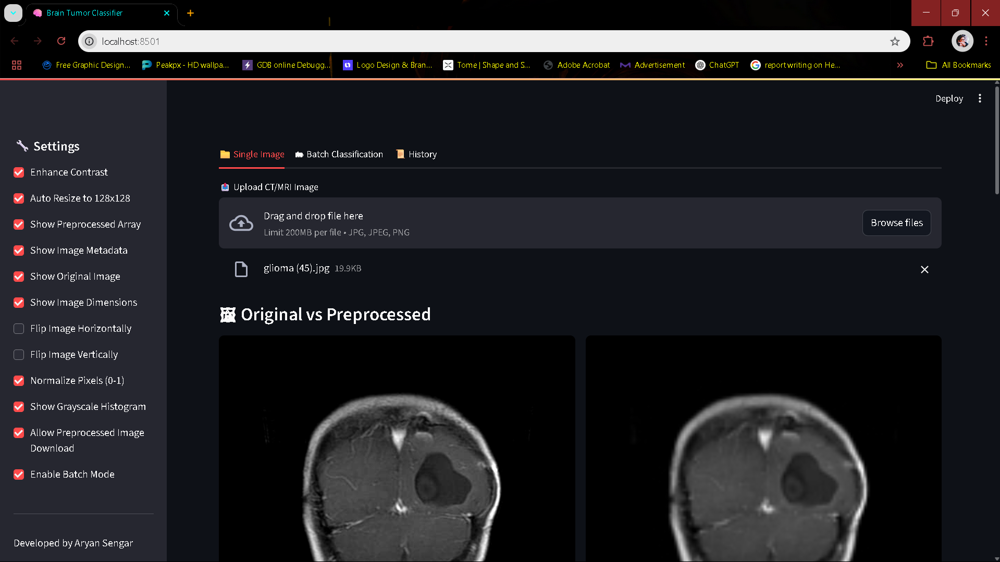 Brain Tumor Classifier
localhost:8501
Free Graphic Design...
Peakpx - HD wallpa...
GDB online Debugg...
Logo Design & Bran...
Tome | Shape and S...
Adobe Acrobat
Advertisement
ChatGPT
report writing on He...
All Bookmarks
Deploy
Settings
Enhance Contrast
Auto Resize to 128x128
Show Preprocessed Array
Show Image Metadata
Show Original Image
Show Image Dimensions
Flip Image Horizontally
Flip Image Vertically
Normalize Pixels (0-1)
Show Grayscale Histogram
Allow Preprocessed Image
Download
Enable Batch Mode
Developed by Aryan Sengar
Single Image
Batch Classification
History
Upload CT/MRI Image
Drag and drop file here
Limit 200MB per file • JPG, JPEG, PNG
Browse files
glioma (45).jpg 19.9KB
Original vs Preprocessed